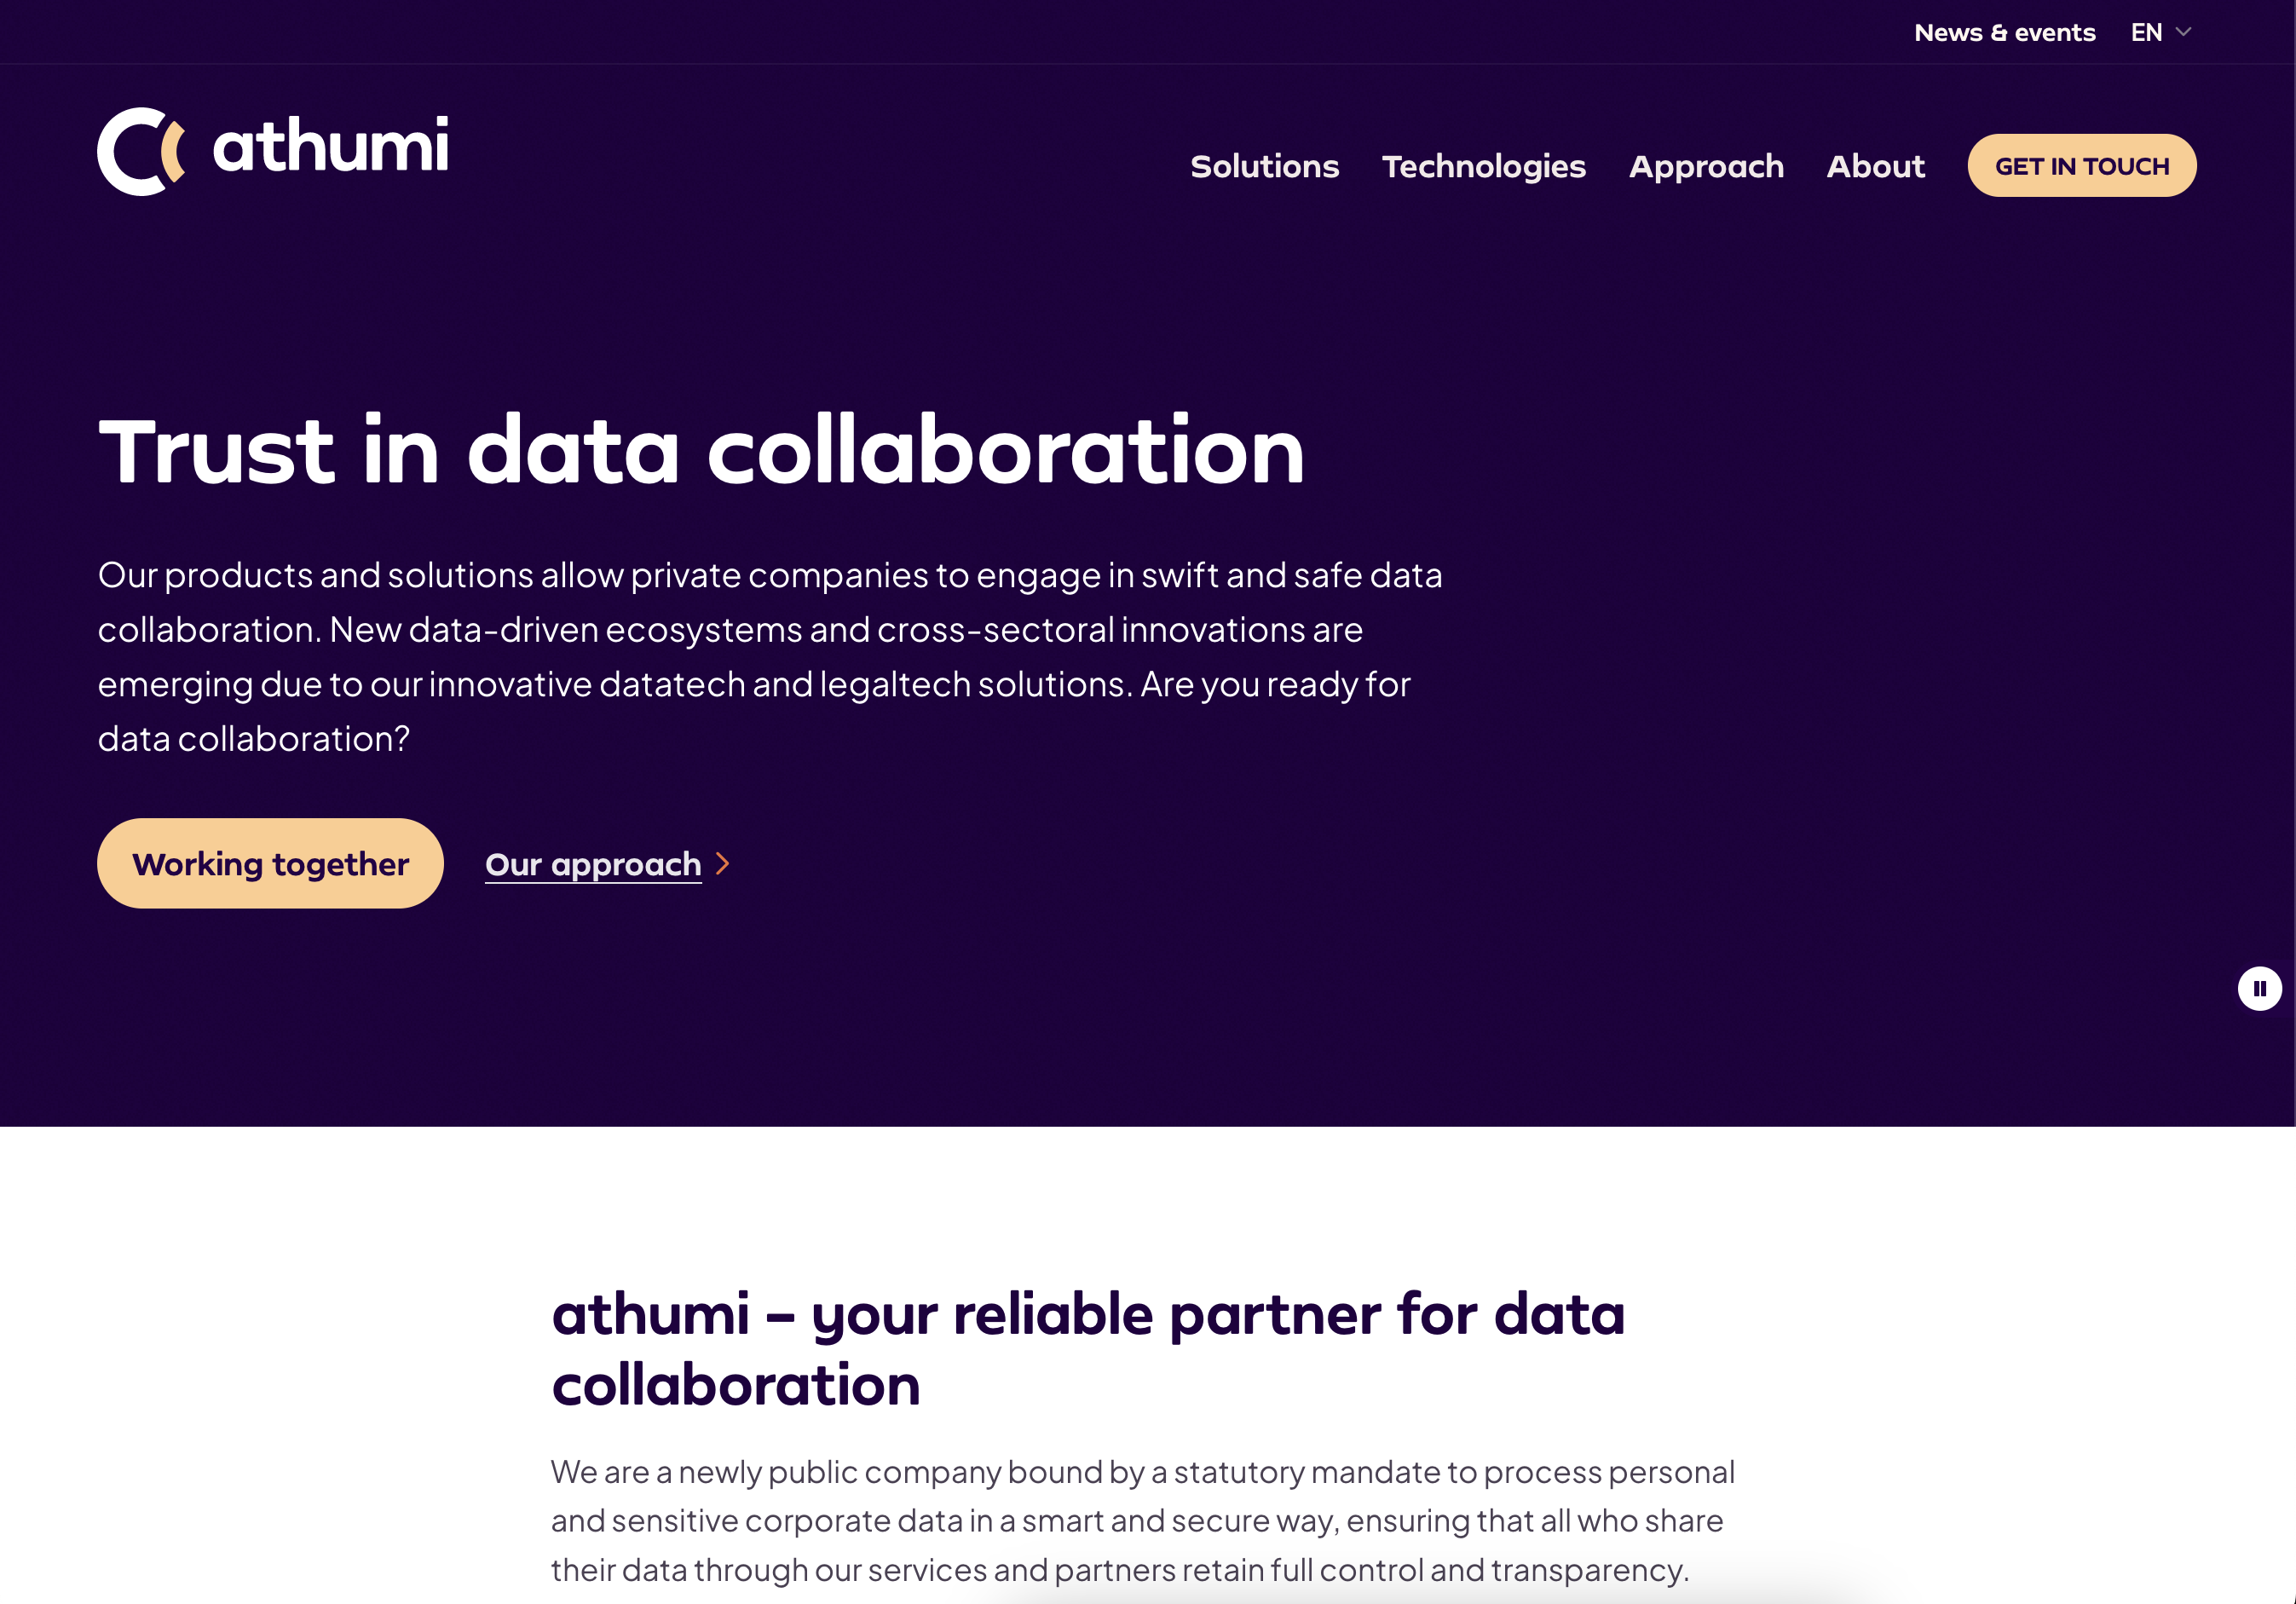 News & events EN
athumi
Solutions Technologies Approach About GET IN TOUCH
Trust in data collaboration
Our products and solutions allow private companies to engage in swift and safe data
collaboration. New data-driven ecosystems and cross-sectoral innovations are
emerging due to our innovative datatech and legaltech solutions. Are you ready for
data collaboration?
Working together Our approach
athumi – your reliable partner for data
collaboration
We are a newly public company bound by a statutory mandate to process personal
and sensitive corporate data in a smart and secure way, ensuring that all who share
their data through our services and partners retain full control and transparency.